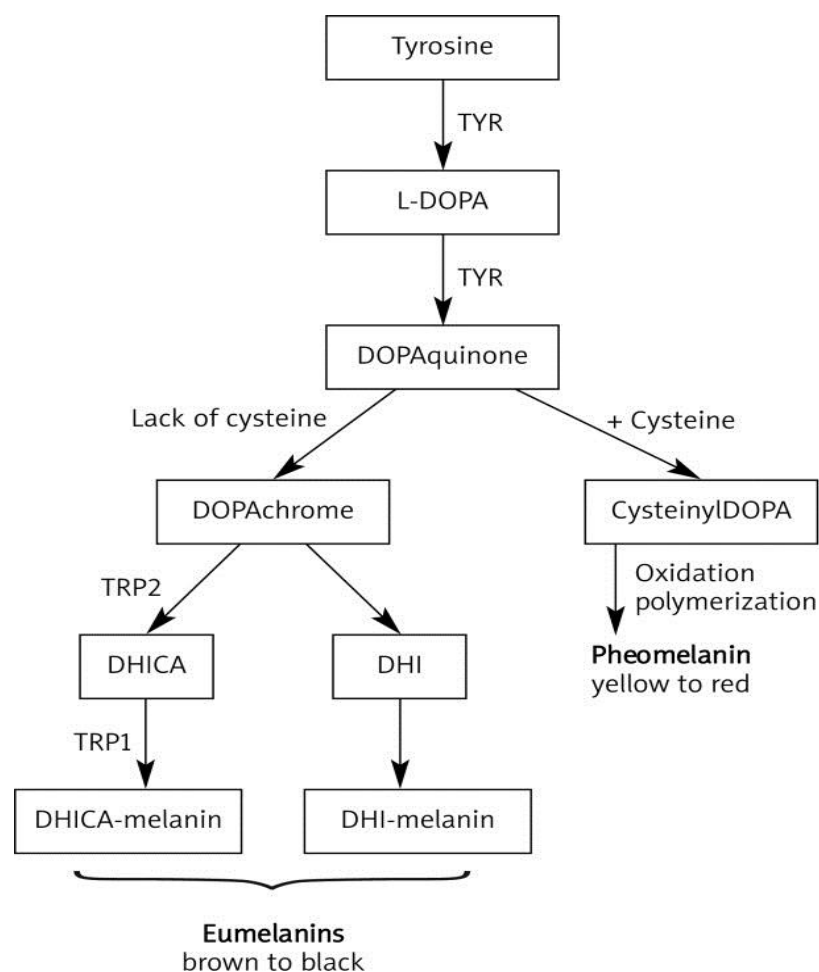 Tyrosine
TYR
L-DOPA
TYR
DOPAquinone
Lack of cysteine
+ Cysteine
DOPAchrome
CysteinylDOPA
TRP2
Oxidation
polymerization
DHICA
DHI
Pheomelanin
yellow to red
TRP1
DHICA-melanin
DHI-melanin
Eumelanins
brown to black